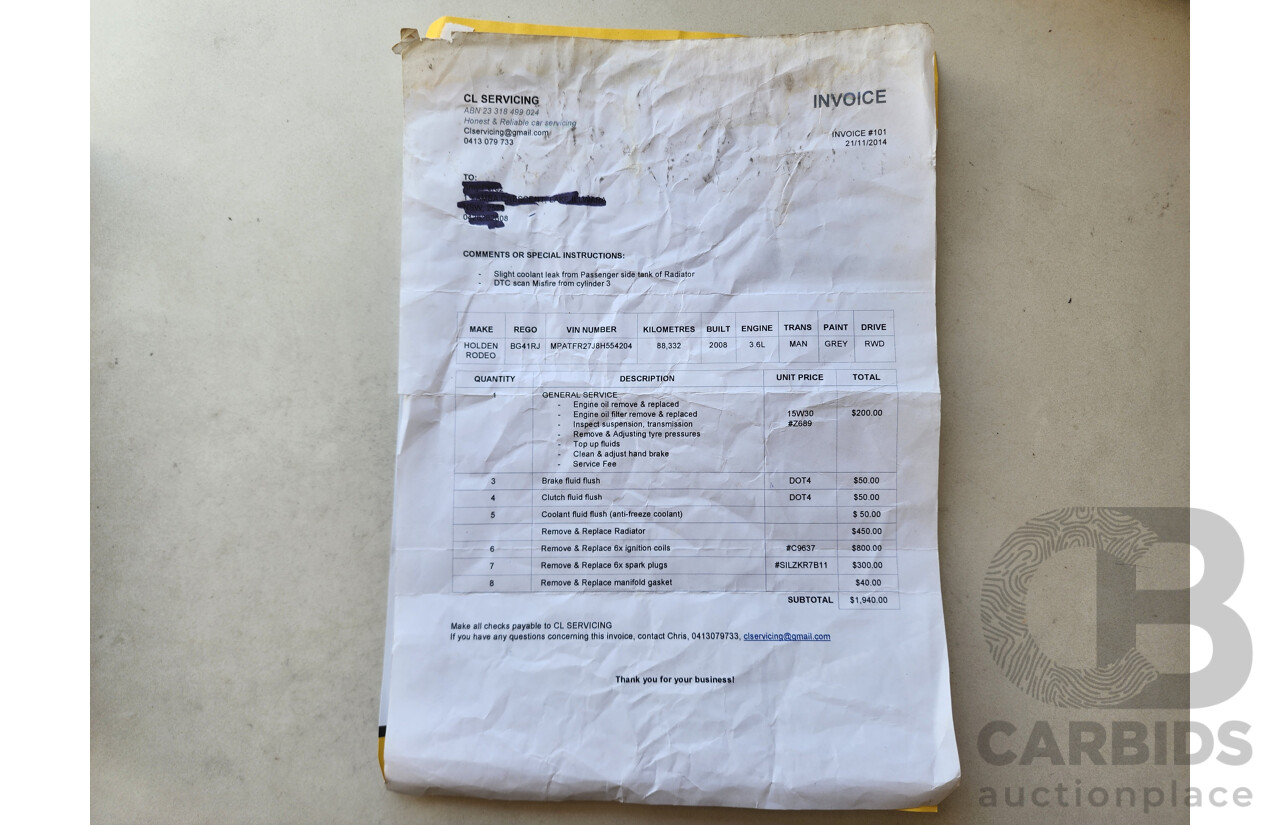 CL SERVICING
ABN 23 318 499 024
Honest & Reliable car servicing
Clservicing@gmail.com
0413 079 733
INVOICE
INVOICE #101
21/11/2014
TO:
COMMENTS OR SPECIAL INSTRUCTIONS:
- Slight coolant leak from Passenger side tank of Radiator
- DTC scan Misfire from cylinder 3
MAKE REGO VIN NUMBER KILOMETRES BUILT ENGINE TRANS PAINT DRIVE
HOLDEN RODEO BG41RJ MPATFR27J8H554204 88,332 2008 3.6L MAN GREY RWD
QUANTITY DESCRIPTION UNIT PRICE TOTAL
1 GENERAL SERVICE
- Engine oil remove & replaced
- Engine oil filter remove & replaced 15W30 $200.00
- Inspect suspension, transmission #Z689
- Remove & Adjusting tyre pressures
- Top up fluids
- Clean & adjust hand brake
- Service Fee
3 Brake fluid flush DOT4 $50.00
4 Clutch fluid flush DOT4 $50.00
5 Coolant fluid flush (anti-freeze coolant) $ 50.00
Remove & Replace Radiator $450.00
6 Remove & Replace 6x ignition coils #C9637 $800.00
7 Remove & Replace 6x spark plugs #SILZKR7B11 $300.00
8 Remove & Replace manifold gasket $40.00
SUBTOTAL $1,940.00
Make all checks payable to CL SERVICING
If you have any questions concerning this invoice, contact Chris, 0413079733, clservicing@gmail.com
Thank you for your business!
CB
CARBIDS
auctionplace